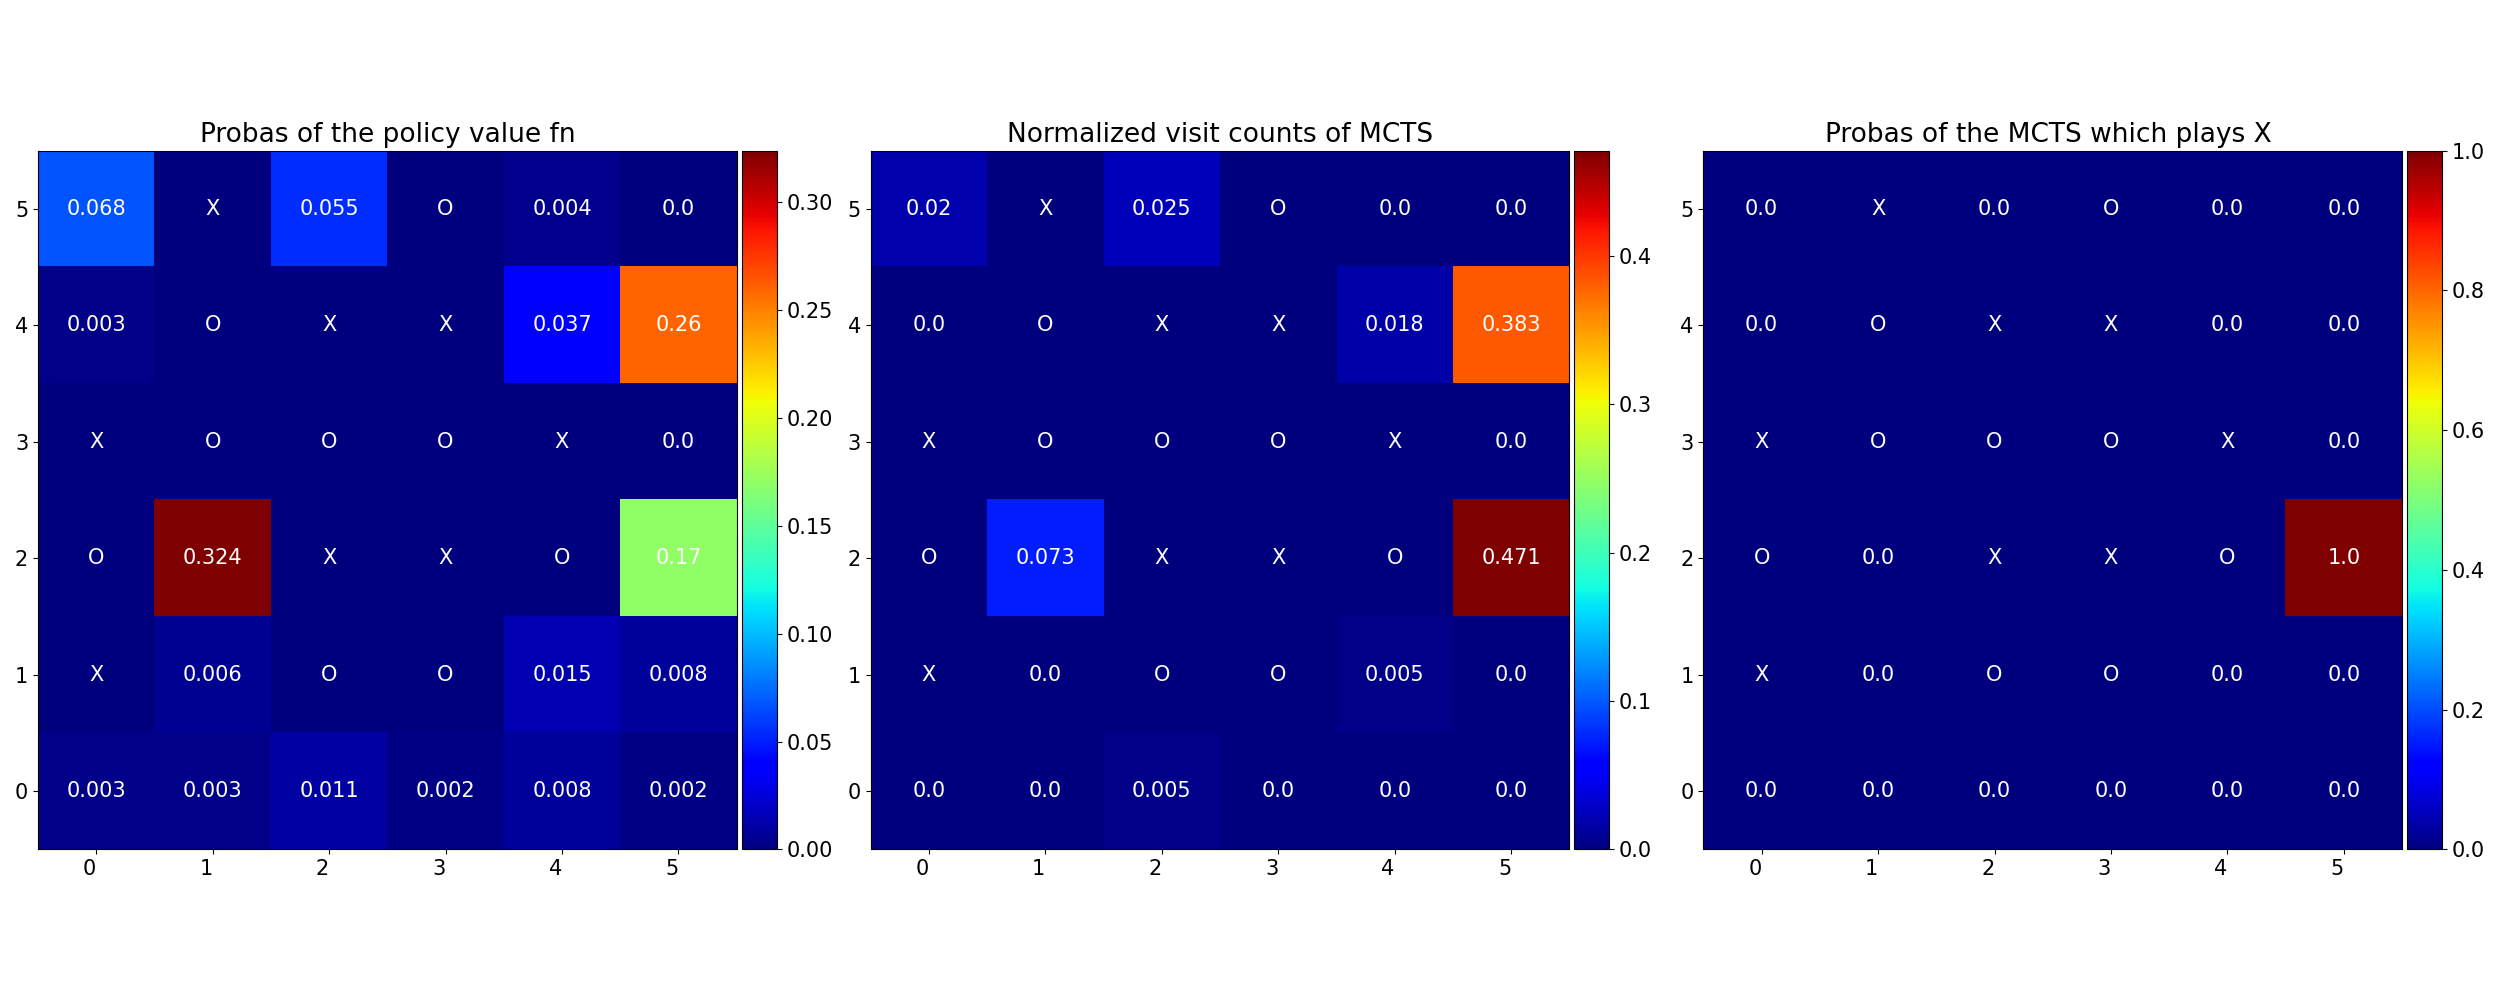 Probas of the policy value fn
0.068 X 0.055 O 0.004 0.0
0.003 O X X 0.037 0.26
X O O O X 0.0
O 0.324 X X O 0.17
X 0.006 O O 0.015 0.008
0.003 0.003 0.011 0.002 0.008 0.002
5
4
3
2
1
0
0 1 2 3 4 5
0.30
0.25
0.20
0.15
0.10
0.05
0.00
Normalized visit counts of MCTS
0.02 X 0.025 O 0.0 0.0
0.0 O X X 0.018 0.383
X O O O X 0.0
O 0.073 X X O 0.471
X 0.0 O O 0.005 0.0
0.0 0.0 0.005 0.0 0.0 0.0
5
4
3
2
1
0
0 1 2 3 4 5
0.4
0.3
0.2
0.1
0.0
Probas of the MCTS which plays X
0.0 X 0.0 O 0.0 0.0
0.0 O X X 0.0 0.0
X O O O X 0.0
O 0.0 X X O 1.0
X 0.0 O O 0.0 0.0
0.0 0.0 0.0 0.0 0.0 0.0
5
4
3
2
1
0
0 1 2 3 4 5
1.0
0.8
0.6
0.4
0.2
0.0